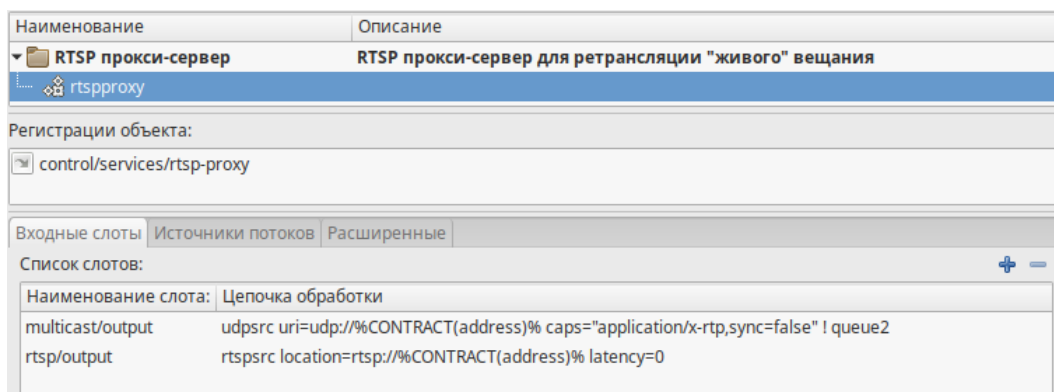 Наименование Описание
RTSP прокси-сервер RTSP прокси-сервер для ретрансляции "живого" вещания
rtspproxy
Регистрации объекта:
control/services/rtsp-proxy
Входные слоты Источники потоков Расширенные
Список слотов:
Наименование слота: Цепочка обработки
multicast/output udpsrc uri=udp://%CONTRACT(address)% caps="application/x-rtp,sync=false" ! queue2
rtsp/output rtspsrc location=rtsp://%CONTRACT(address)% latency=0